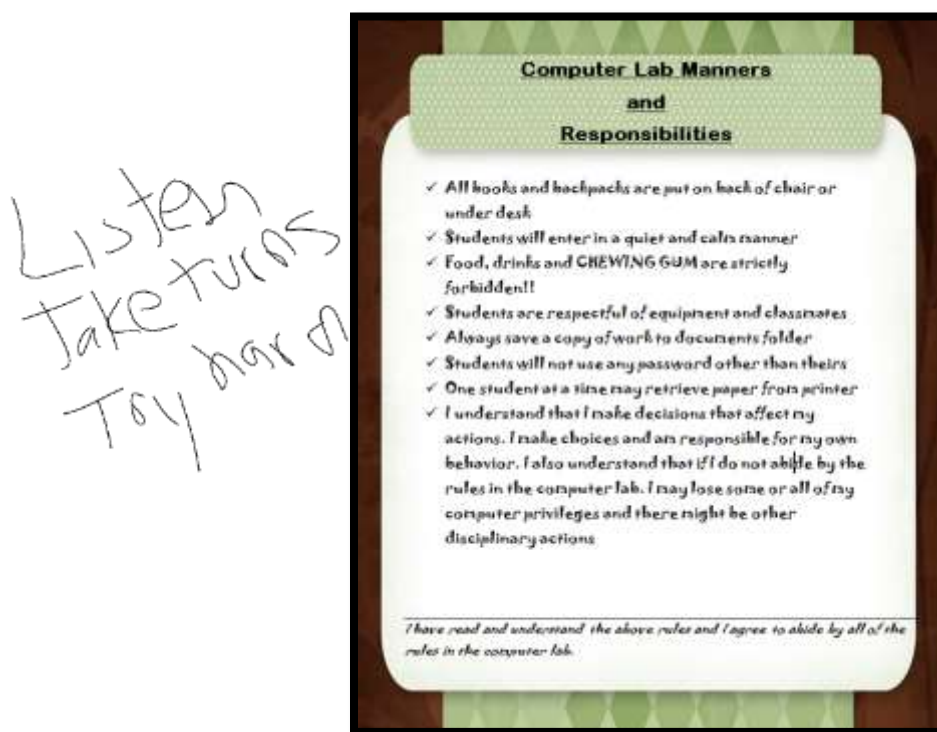 Listen
Take turns
Try hard
Computer Lab Manners
and
Responsibilities
✓ All books and backpacks are put on back of chair or
under desk
✓ Students will enter in a quiet and calm manner
✓ Food, drinks and CHEWING GUM are strictly
forbidden!!
✓ Students are respectful of equipment and classmates
✓ Always save a copy of work to documents folder
✓ Students will not use any password other than theirs
✓ One student at a time may retrieve paper from printer
✓ I understand that I make decisions that affect my
actions. I make choices and am responsible for my own
behavior. I also understand that if I do not abide by the
rules in the computer lab. I may lose some or all of my
computer privileges and there might be other
disciplinary actions
I have read and understand the above rules and I agree to abide by all of the
rules in the computer lab.